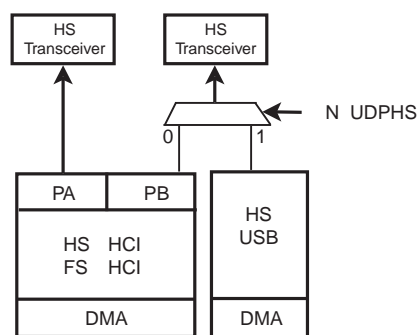 HS
Transceiver
HS
Transceiver
N UDPHS
0
1
PA
PB
HS HCI
FS HCI
DMA
HS
USB
DMA